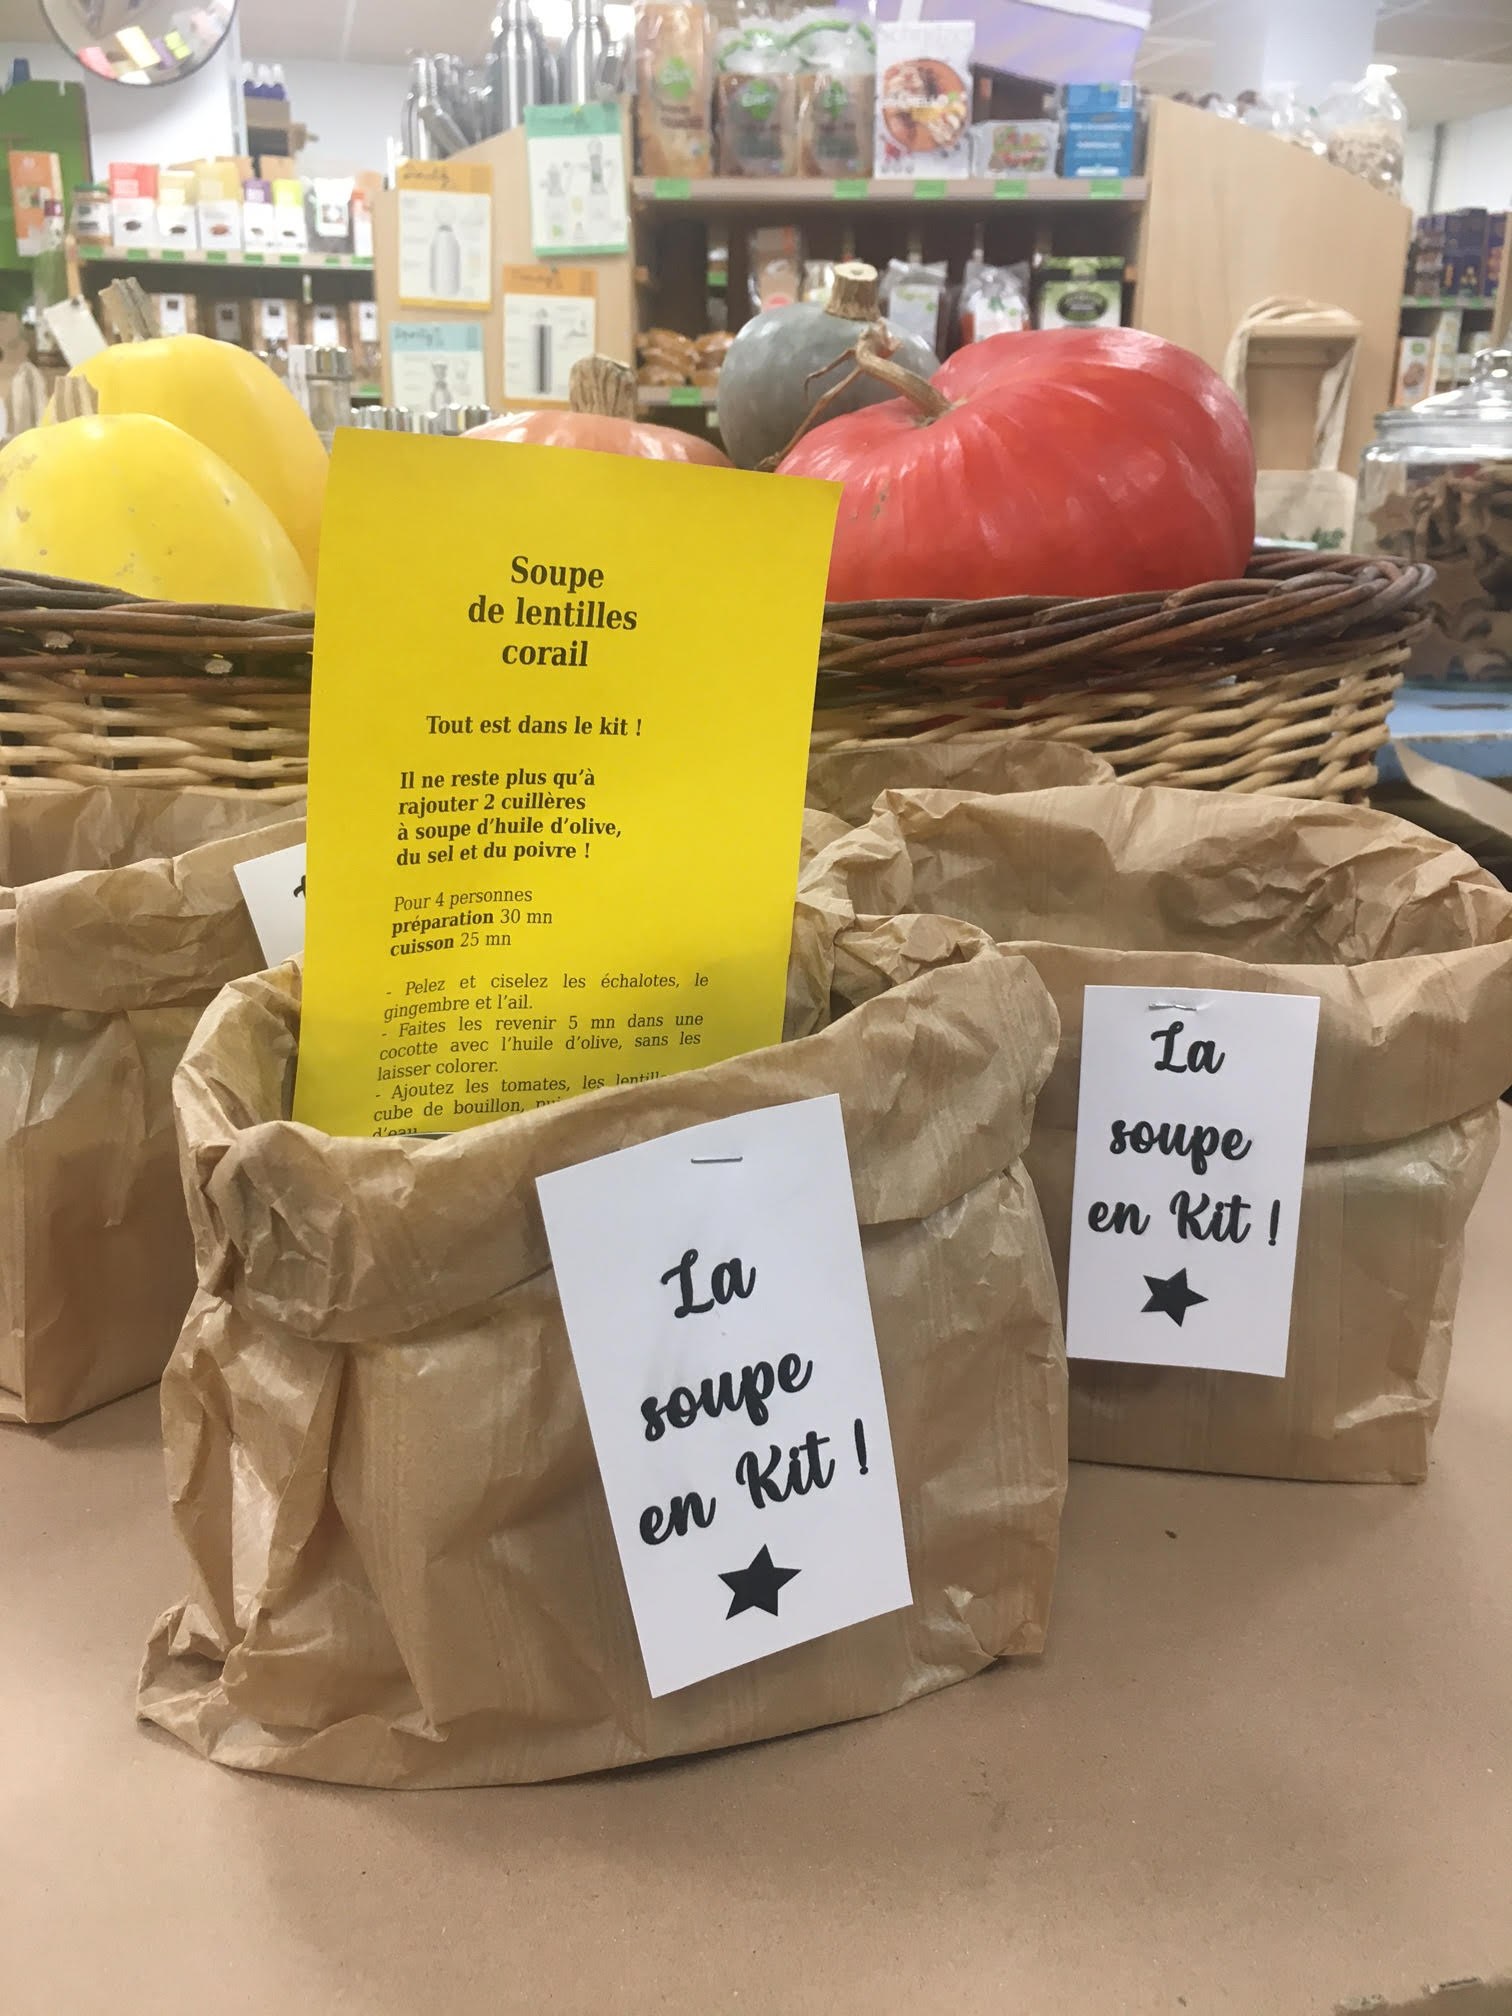 Soupe
de lentilles
corail
Tout est dans le kit !
Il ne reste plus qu'à
rajouter 2 cuillères
à soupe d'huile d'olive,
du sel et du poivre !
Pour 4 personnes
préparation 30 mn
cuisson 25 mn
- Pelez et ciselez les échalotes, le
gingembre et l'ail.
- Faites les revenir 5 mn dans une
cocotte avec l'huile d'olive, sans les
laisser colorer.
- Ajoutez les tomates, les
cube de bouillon,
d'eau
La
soupe
en Kit !
La
soupe
en Kit !